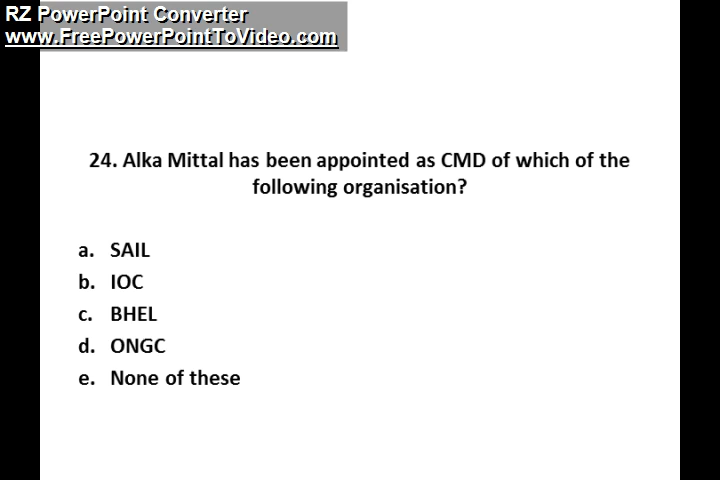 RZ PowerPoint Converter
www.FreePowerPointToVideo.com
24. Alka Mittal has been appointed as CMD of which of the
following organisation?
a. SAIL
b. IOC
c. BHEL
d. ONGC
e. None of these